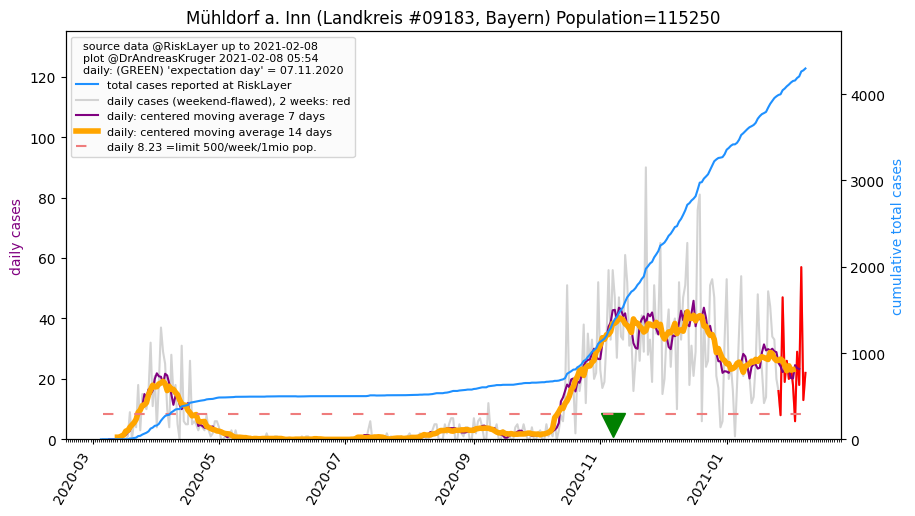 Mühldorf a. Inn (Landkreis #09183, Bayern) Population=115250
source data @RiskLayer up to 2021-02-08
plot @DrAndreasKruger 2021-02-08 05:54
daily: (GREEN) 'expectation day' = 07.11.2020
total cases reported at RiskLayer
daily cases (weekend-flawed), 2 weeks: red
daily: centered moving average 7 days
daily: centered moving average 14 days
daily 8.23 =limit 500/week/1mio pop.
daily cases
120
100
80
60
40
20
0
cumulative total cases
4000
3000
2000
1000
0
2020-03
2020-05
2020-07
2020-09
2020-11
2021-01